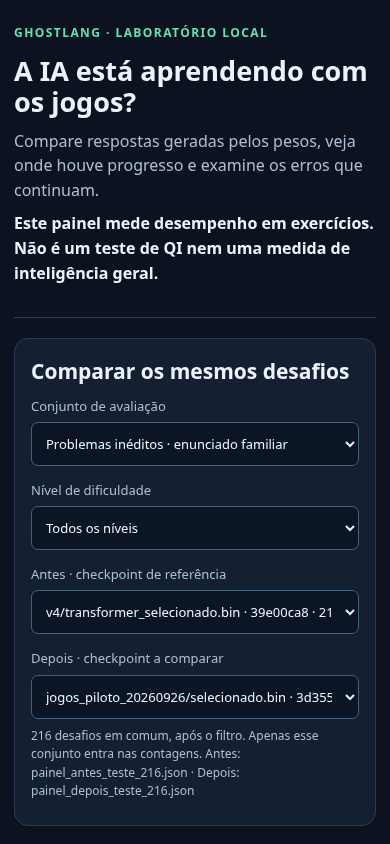 GHOSTLANG · LABORATÓRIO LOCAL
A IA está aprendendo com
os jogos?
Compare respostas geradas pelos pesos, veja
onde houve progresso e examine os erros que
continuam.
Este painel mede desempenho em exercícios.
Não é um teste de QI nem uma medida de
inteligência geral.
Comparar os mesmos desafios
Conjunto de avaliação
Problemas inéditos · enunciado familiar
Nível de dificuldade
Todos os níveis
Antes · checkpoint de referência
v4/transformer_selecionado.bin · 39e00ca8 · 21
Depois · checkpoint a comparar
jogos_piloto_20260926/selecionado.bin · 3d355
216 desafios em comum, após o filtro. Apenas esse
conjunto entra nas contagens. Antes:
painel_antes_teste_216.json · Depois:
painel_depois_teste_216.json